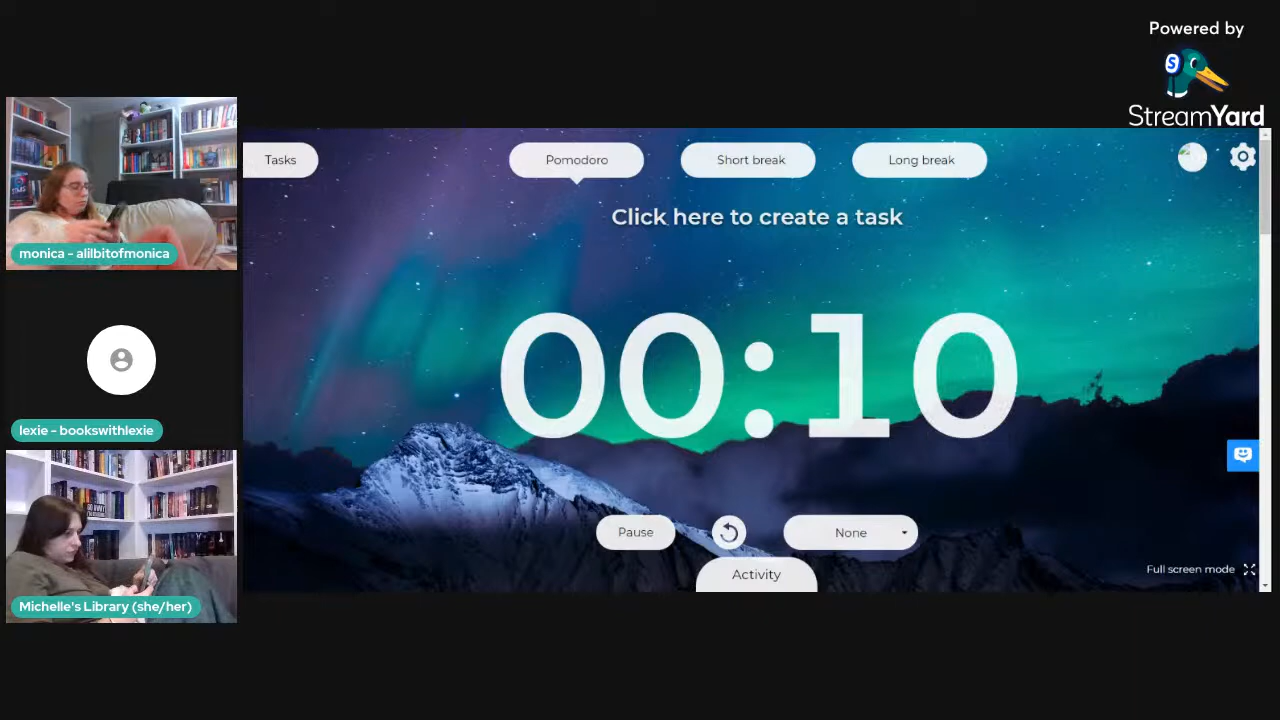 Powered by
StreamYard
Tasks
Pomodoro
Short break
Long break
Click here to create a task
00:10
Pause
None
Activity
Full screen mode
monica - alilbitofmonica
lexie - bookswithlexie
Michelle's Library (she/her)